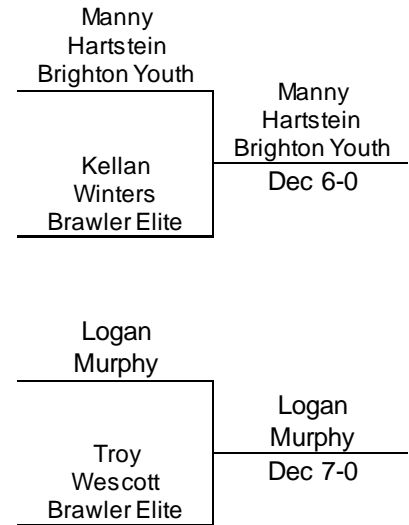 Manny
Hartstein
Brighton Youth
Kellan
Winters
Brawler Elite
Manny
Hartstein
Brighton Youth
Dec 6-0
Logan
Murphy
Troy
Wescott
Brawler Elite
Logan
Murphy
Dec 7-0